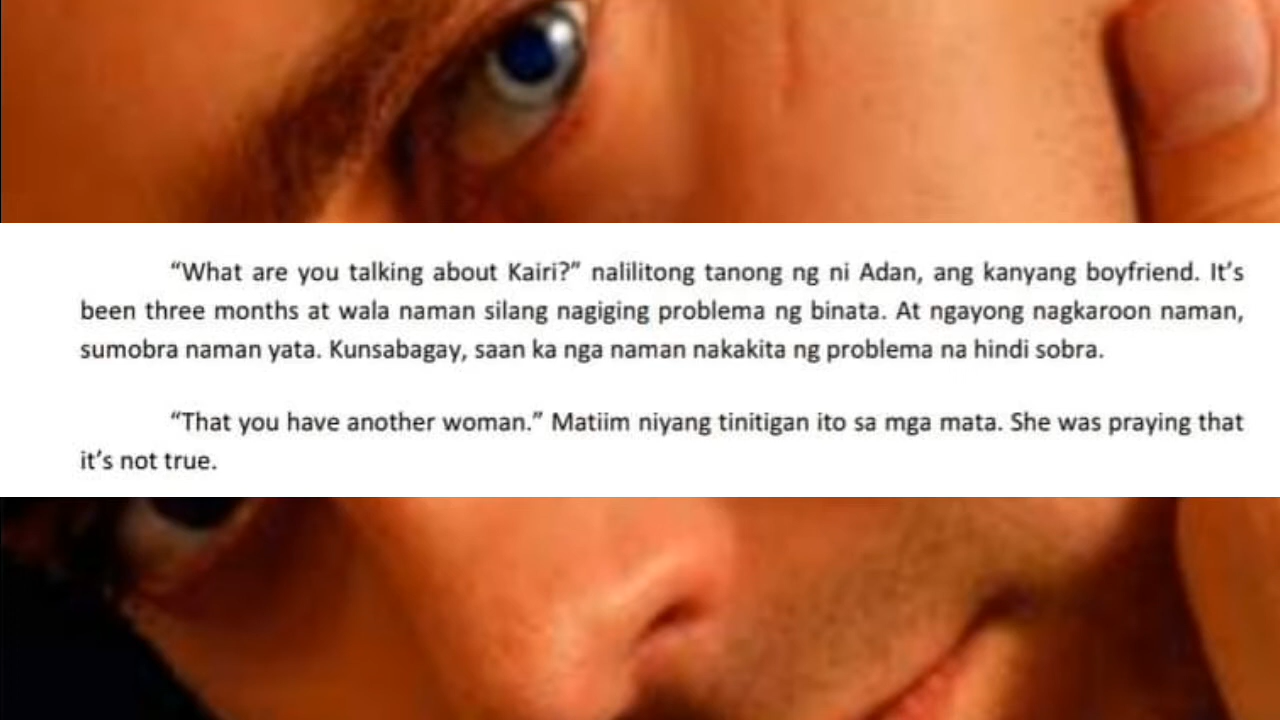 “What are you talking about Kairi?” nalilitong tanong ng ni Adan, ang kanyang boyfriend. It’s
been three months at wala naman silang nagiging problema ng binata. At ngayong nagkaroon naman,
sumobra naman yata. Kunsabagay, saan ka nga naman nakakita ng problema na hindi sobra.
“That you have another woman.” Matiim niyang tinitigan ito sa mga mata. She was praying that
it’s not true.